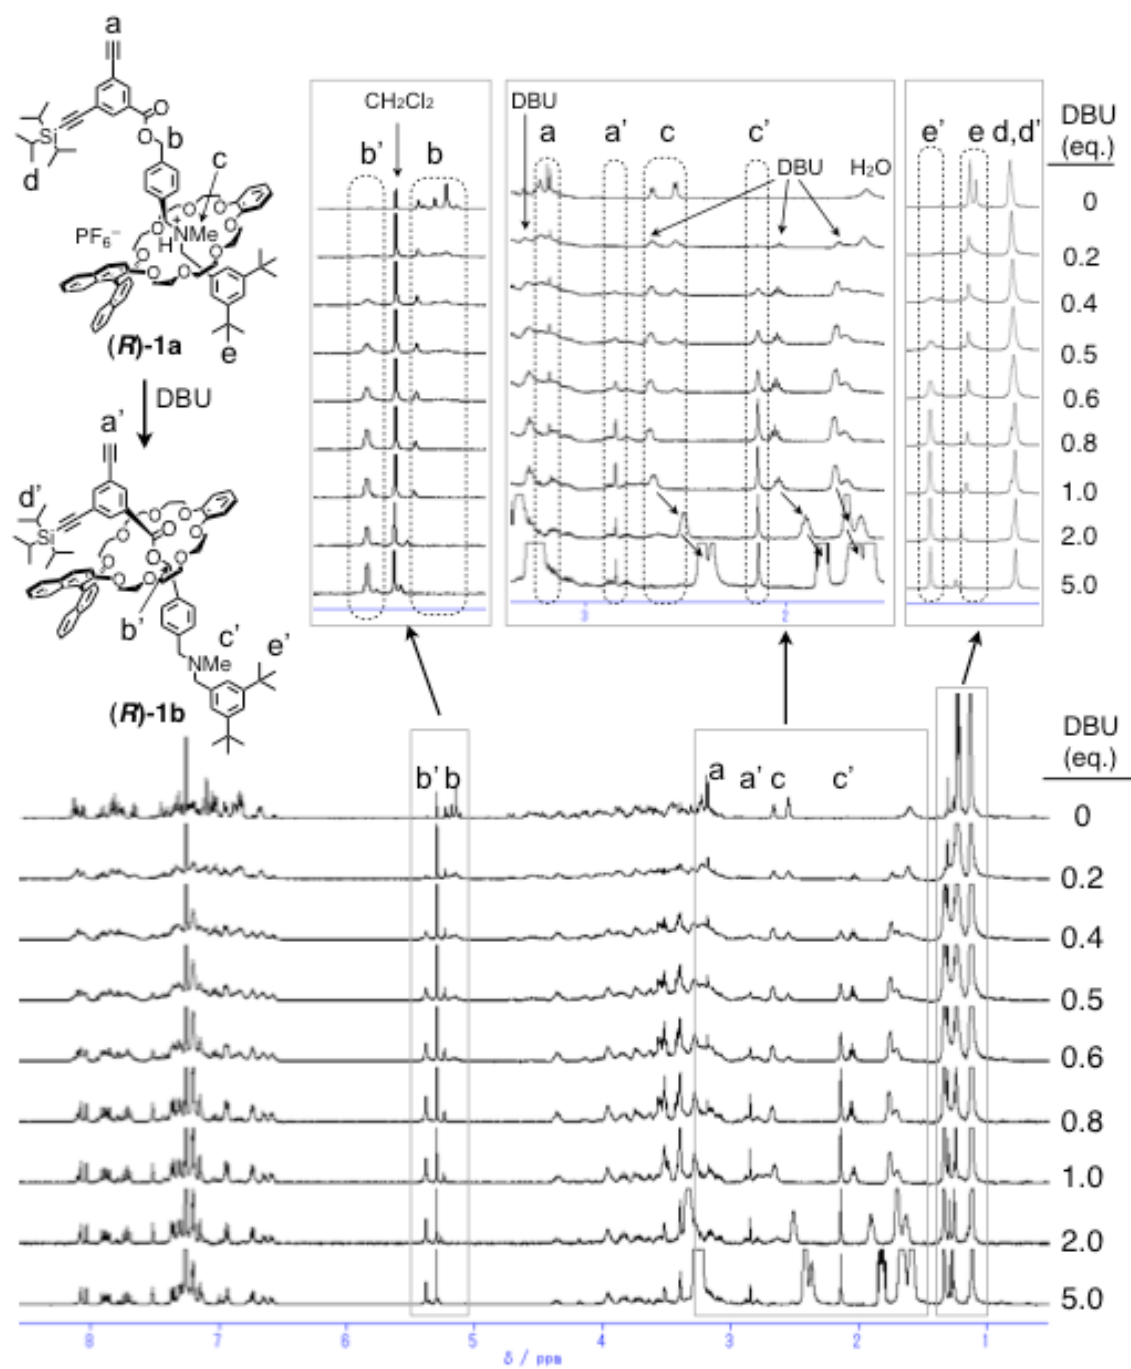 a
O
O
b
Si
d
c
PF₆⁻
+
NMe
H
O O
O O
O O
(R)-1a
e
DBU
a'
d'
Si
O
O
b'
c'
NMe
e'
(R)-1b
CH₂Cl₂
b' b
DBU
a a' c c'
DBU
H₂O
e' e d,d'
DBU
(eq.)
0
0.2
0.4
0.5
0.6
0.8
1.0
2.0
5.0
6
5
3
2
DBU
(eq.)
b' b a a' c c'
0
0.2
0.4
0.5
0.6
0.8
1.0
2.0
5.0
8 7 6 5 4 3 2 1
δ / ppm